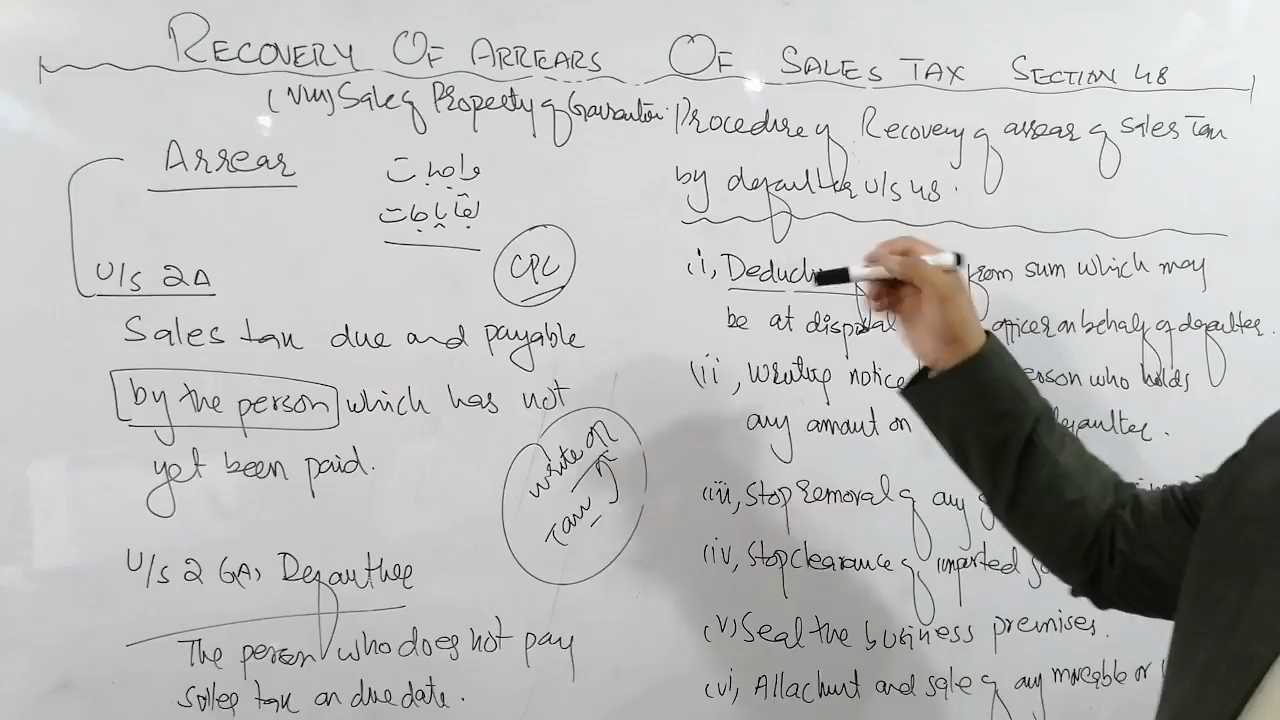 RECOVERY OF ARREARS OF SALES TAX SECTION 48
(viii) Sale of Property of Guarantor
Arrear
واجبات
بقایاجات
U/s 2A
CPC
Sales tax due and payable
by the person which has not
yet been paid.
write off
Tax
U/s 2 (9A) Defaulter
The person who does not pay
sales tax on due date.
Procedure of Recovery of arrear of sales Tax
by defaulter U/s 48.
(i), Deduct from sum which may
be at disposal officer on behalf of defaulter.
(ii, Writing notice person who holds
any amount on defaulter.
(iii, Stop removal of any
(iv, Stop clearance of imported
(v) Seal the business premises.
(vi, Attachment and sale of any moveable or